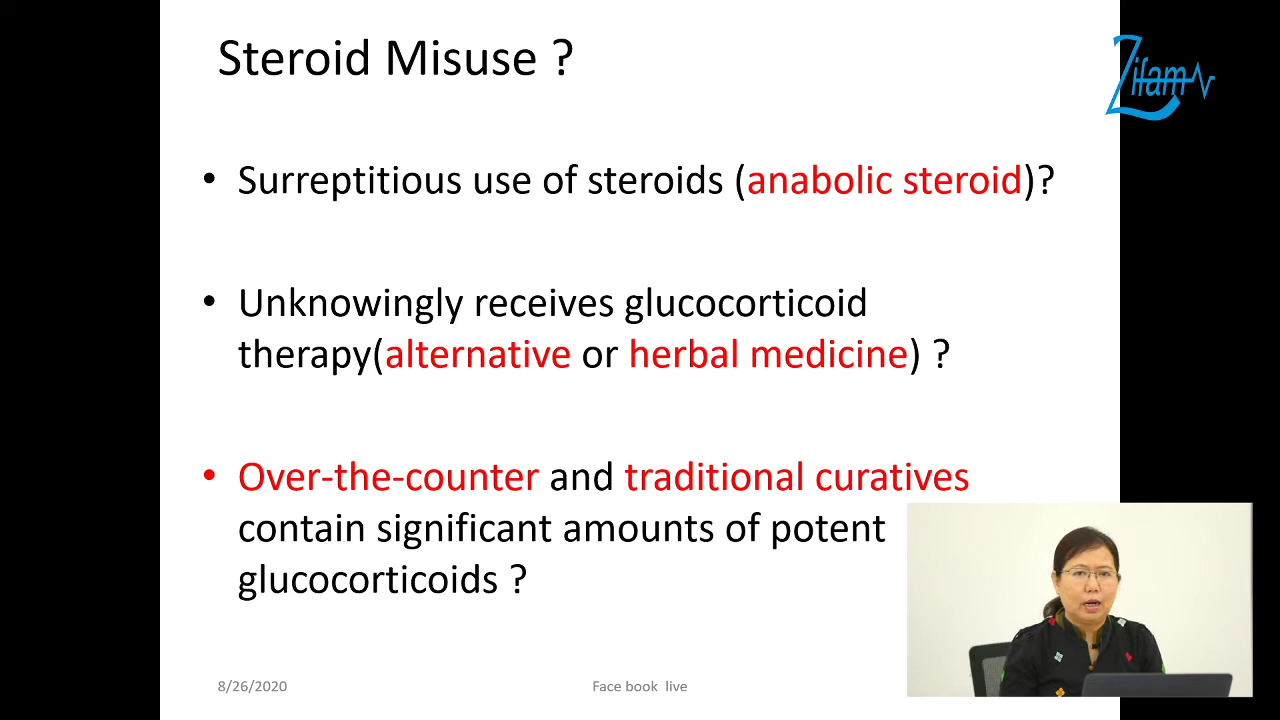 Steroid Misuse ?
Zifam
• Surreptitious use of steroids (anabolic steroid)?
• Unknowingly receives glucocorticoid
therapy(alternative or herbal medicine) ?
• Over-the-counter and traditional curatives
contain significant amounts of potent
glucocorticoids ?
8/26/2020
Face book live